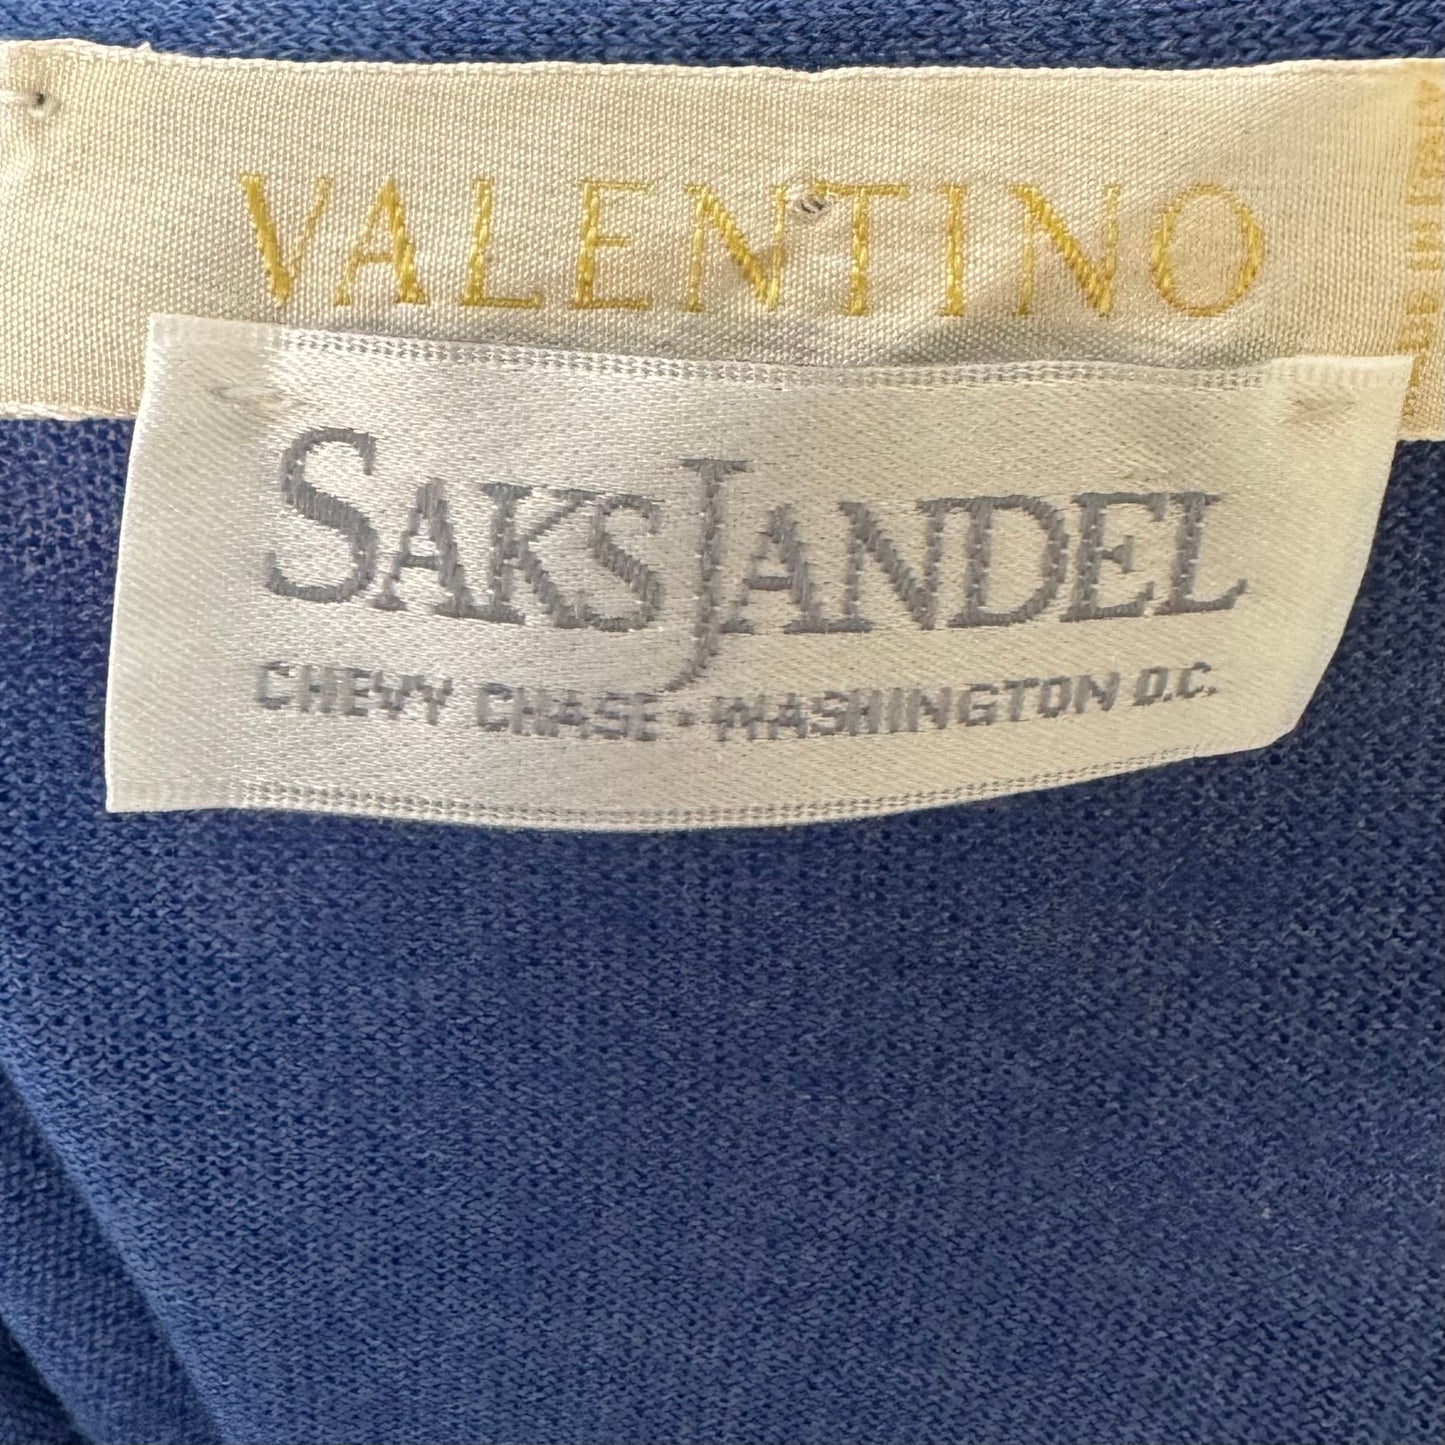 VALENTINO
SAKS JANDEL
CHEVY CHASE • WASHINGTON D.C.